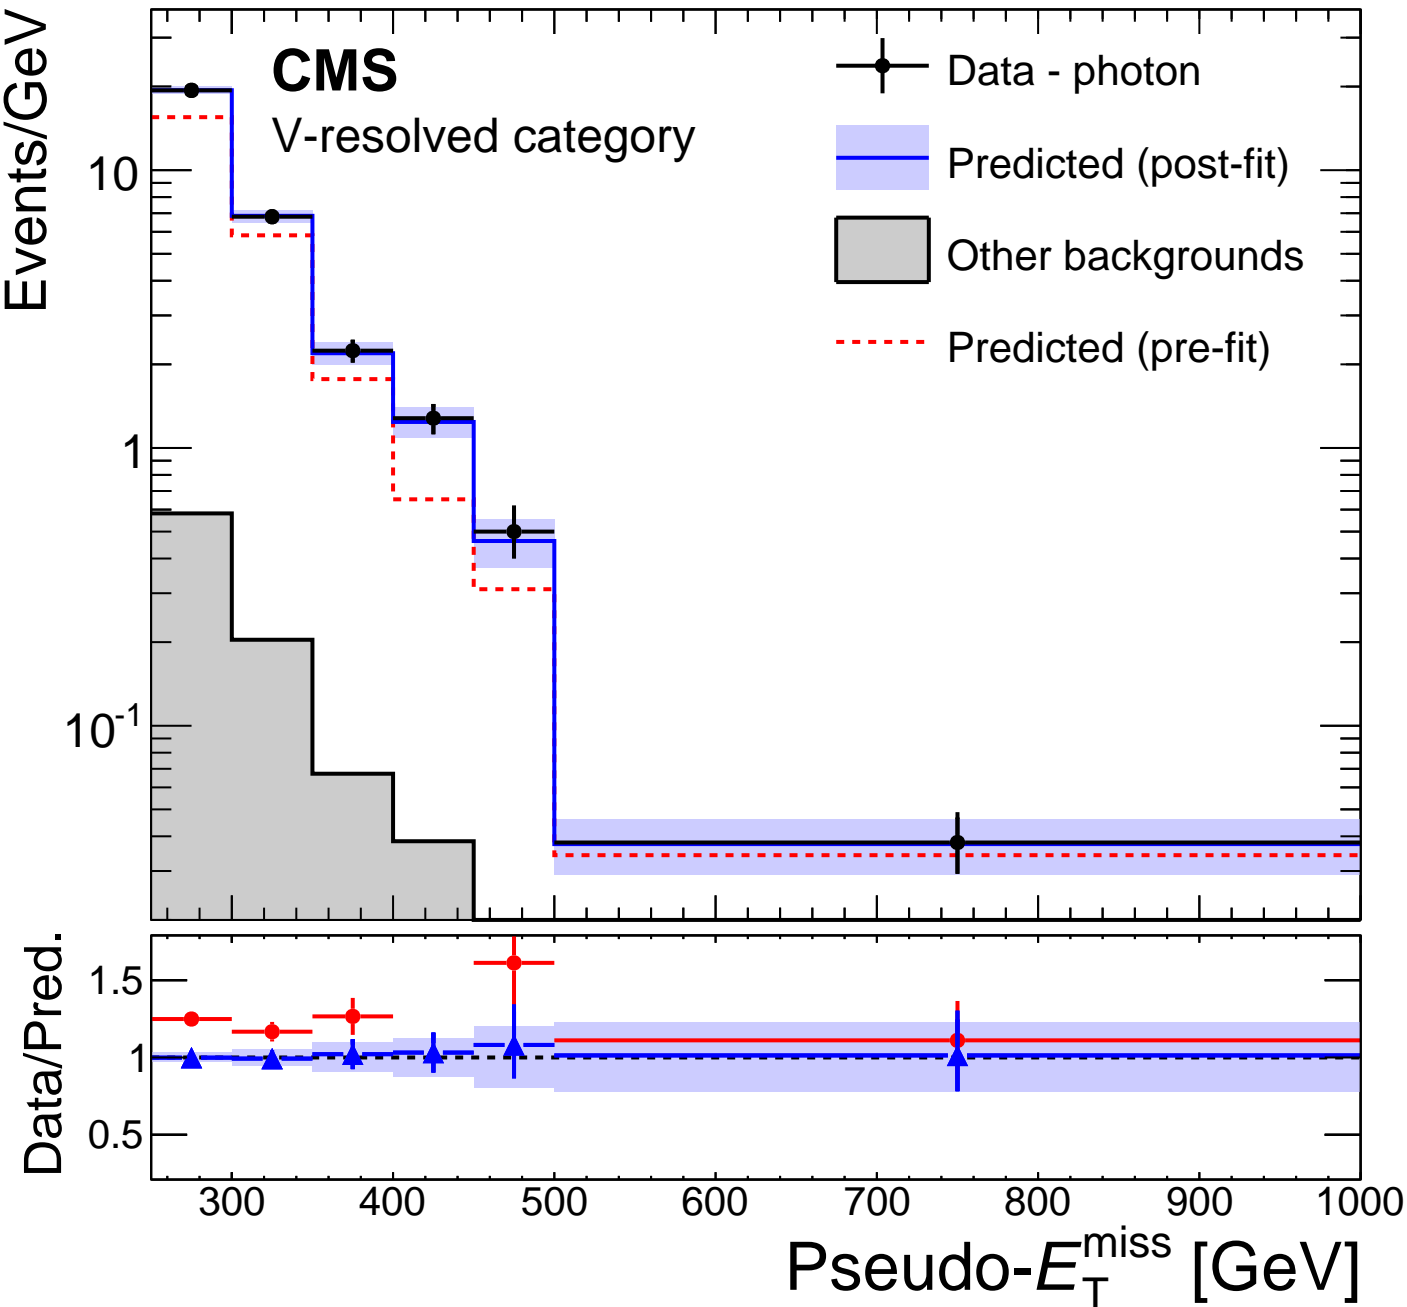 Events/GeV
CMS
V-resolved category
Data - photon
Predicted (post-fit)
Other backgrounds
Predicted (pre-fit)
10
1
10⁻¹
Data/Pred.
1.5
1
0.5
300 400 500 600 700 800 900 1000
Pseudo-E_T^miss [GeV]